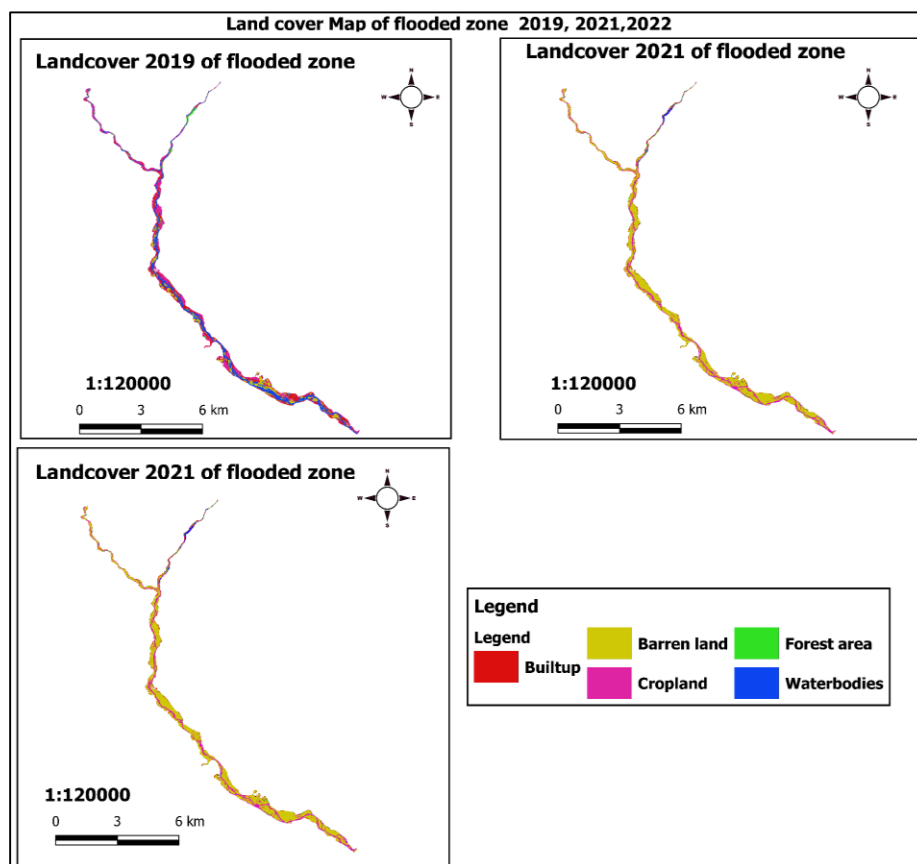 Land cover Map of flooded zone 2019, 2021,2022
Landcover 2019 of flooded zone
N
W E
S
1:120000
0 3 6 km
Landcover 2021 of flooded zone
N
W E
S
1:120000
0 3 6 km
Landcover 2021 of flooded zone
N
W E
S
1:120000
0 3 6 km
Legend
Legend
Builtup
Barren land
Cropland
Forest area
Waterbodies